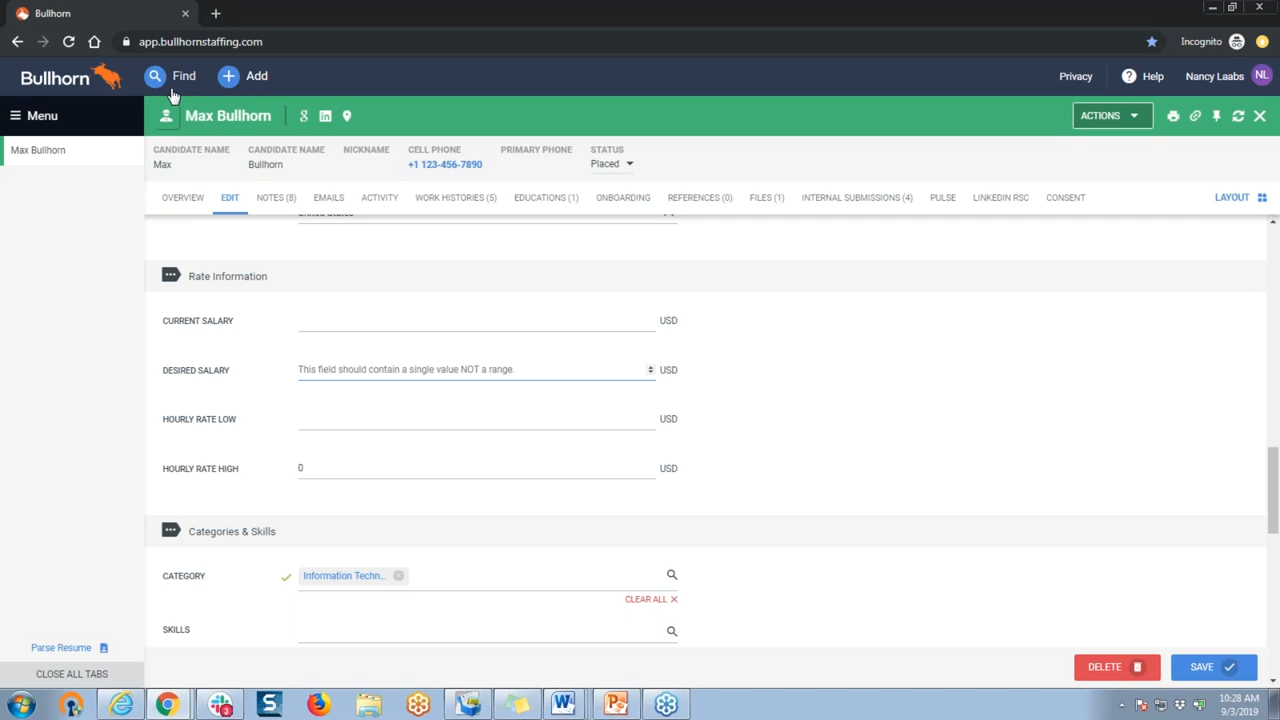 Bullhorn
app.bullhornstaffing.com
Incognito
Bullhorn
Find
Add
Privacy
? Help
Nancy Labs NL
Menu
Max Bullhorn
g in
ACTIONS
Max Bullhorn
CANDIDATE NAME
Max
CANDIDATE NAME
Bullhorn
NICKNAME
CELL PHONE
+1 123-456-7890
PRIMARY PHONE
STATUS
Placed
OVERVIEW
EDIT
NOTES (8)
EMAILS
ACTIVITY
WORK HISTORIES (5)
EDUCATIONS (1)
ONBOARDING
REFERENCES (0)
FILES (1)
INTERNAL SUBMISSIONS (4)
PULSE
LINKEDIN RSC
CONSENT
LAYOUT
United States
Rate Information
CURRENT SALARY
USD
DESIRED SALARY
This field should contain a single value NOT a range.
USD
HOURLY RATE LOW
USD
HOURLY RATE HIGH
0
USD
Categories & Skills
CATEGORY
Information Techn..
CLEAR ALL
SKILLS
Parse Resume
CLOSE ALL TABS
DELETE
SAVE
3
10:28 AM
9/3/2019